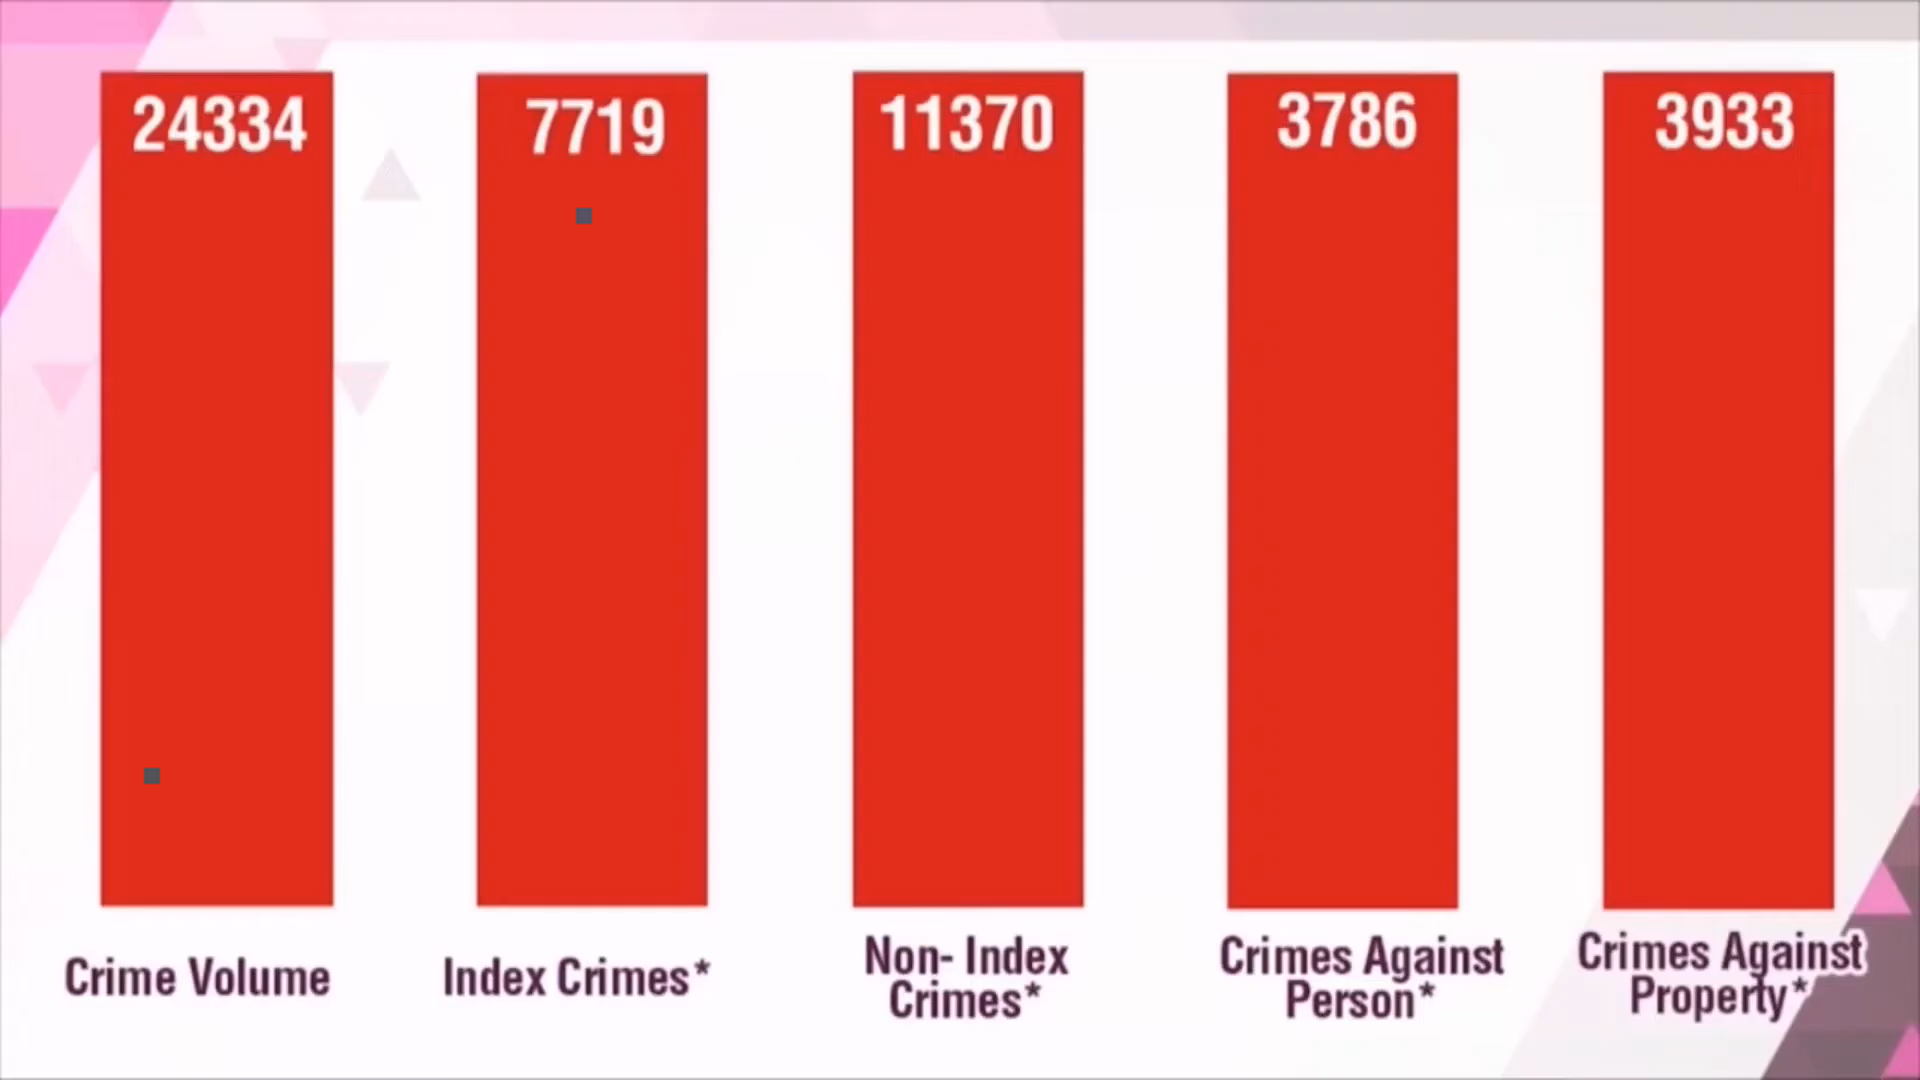 24334
7719
11370
3786
3933
Crime Volume
Index Crimes*
Non- Index
Crimes*
Crimes Against
Person*
Crimes Against
Property*